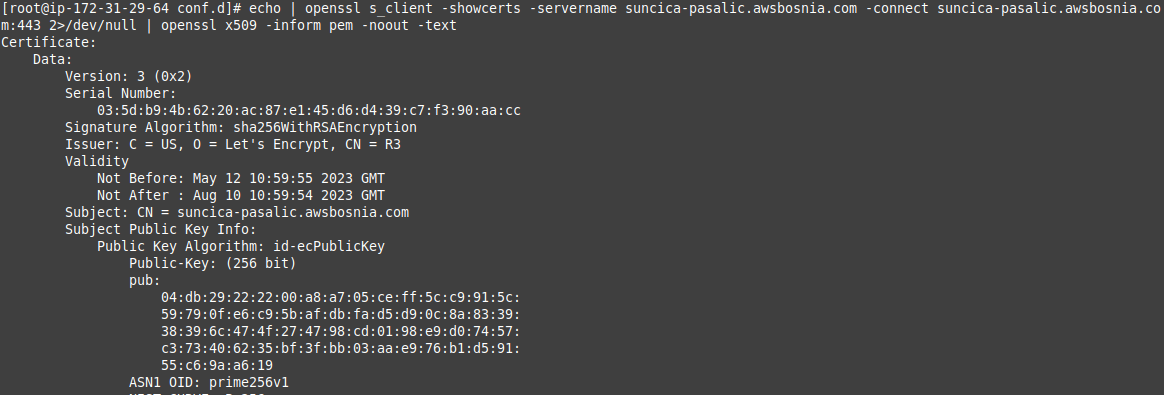 [root@ip-172-31-29-64 conf.d]# echo | openssl s_client -showcerts -servername suncica-pasalic.awsbosnia.com -connect suncica-pasalic.awsbosnia.co
m:443 2>/dev/null | openssl x509 -inform pem -noout -text
Certificate:
    Data:
        Version: 3 (0x2)
        Serial Number:
            03:5d:b9:4b:62:20:ac:87:e1:45:d6:d4:39:c7:f3:90:aa:cc
        Signature Algorithm: sha256WithRSAEncryption
        Issuer: C = US, O = Let's Encrypt, CN = R3
        Validity
            Not Before: May 12 10:59:55 2023 GMT
            Not After : Aug 10 10:59:54 2023 GMT
        Subject: CN = suncica-pasalic.awsbosnia.com
        Subject Public Key Info:
            Public Key Algorithm: id-ecPublicKey
                Public-Key: (256 bit)
                pub:
                    04:db:29:22:22:00:a8:a7:05:ce:ff:5c:c9:91:5c:
                    59:79:0f:e6:c9:5b:af:db:fa:d5:d9:0c:8a:83:39:
                    38:39:6c:47:4f:27:47:98:cd:01:98:e9:d0:74:57:
                    c3:73:40:62:35:bf:3f:bb:03:aa:e9:76:b1:d5:91:
                    55:c6:9a:a6:19
                ASN1 OID: prime256v1